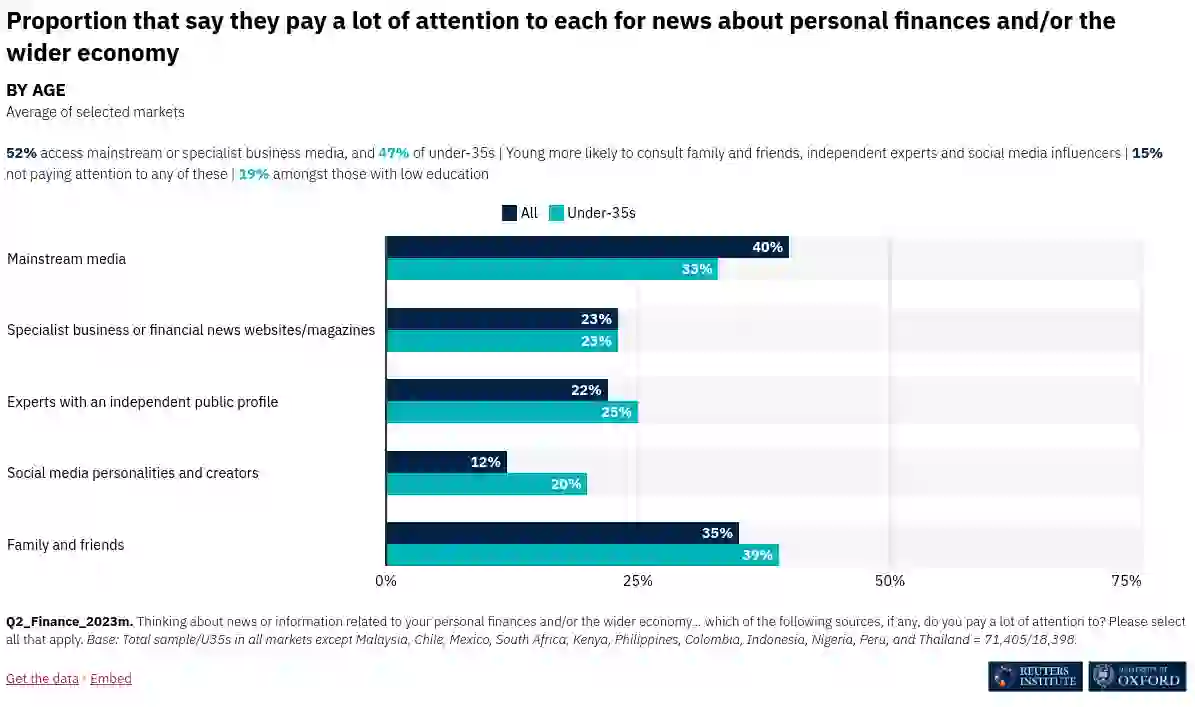 Proportion that say they pay a lot of attention to each for news about personal finances and/or the
wider economy
BY AGE
Average of selected markets
52% access mainstream or specialist business media, and 47% of under-35s | Young more likely to consult family and friends, independent experts and social media influencers | 15%
not paying attention to any of these | 19% amongst those with low education
All Under-35s
Mainstream media
40%
33%
Specialist business or financial news websites/magazines
23%
23%
Experts with an independent public profile
22%
25%
Social media personalities and creators
12%
20%
Family and friends
35%
39%
0% 25% 50% 75%
Q2_Finance_2023m. Thinking about news or information related to your personal finances and/or the wider economy... which of the following sources, if any, do you pay a lot of attention to? Please select
all that apply. Base: Total sample/U35s in all markets except Malaysia, Chile, Mexico, South Africa, Kenya, Philippines, Colombia, Indonesia, Nigeria, Peru, and Thailand = 71,405/18,398.
Get the data • Embed
REUTERS
INSTITUTE
UNIVERSITY OF
OXFORD